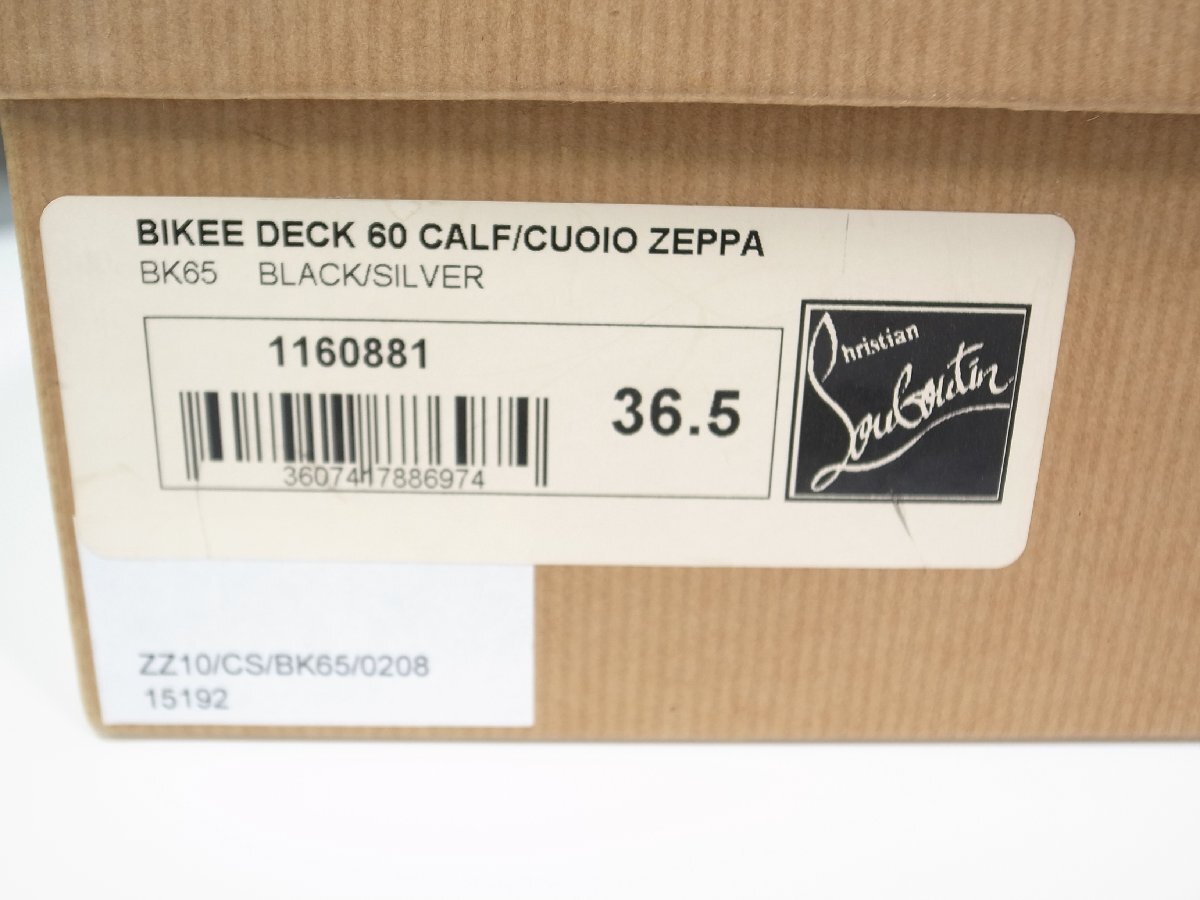 BIKEE DECK 60 CALF/CUOIO ZEPPA
BK65 BLACK/SILVER
1160881
36.5
3607417886974
Christian
Louboutin
ZZ10/CS/BK65/0208
15192